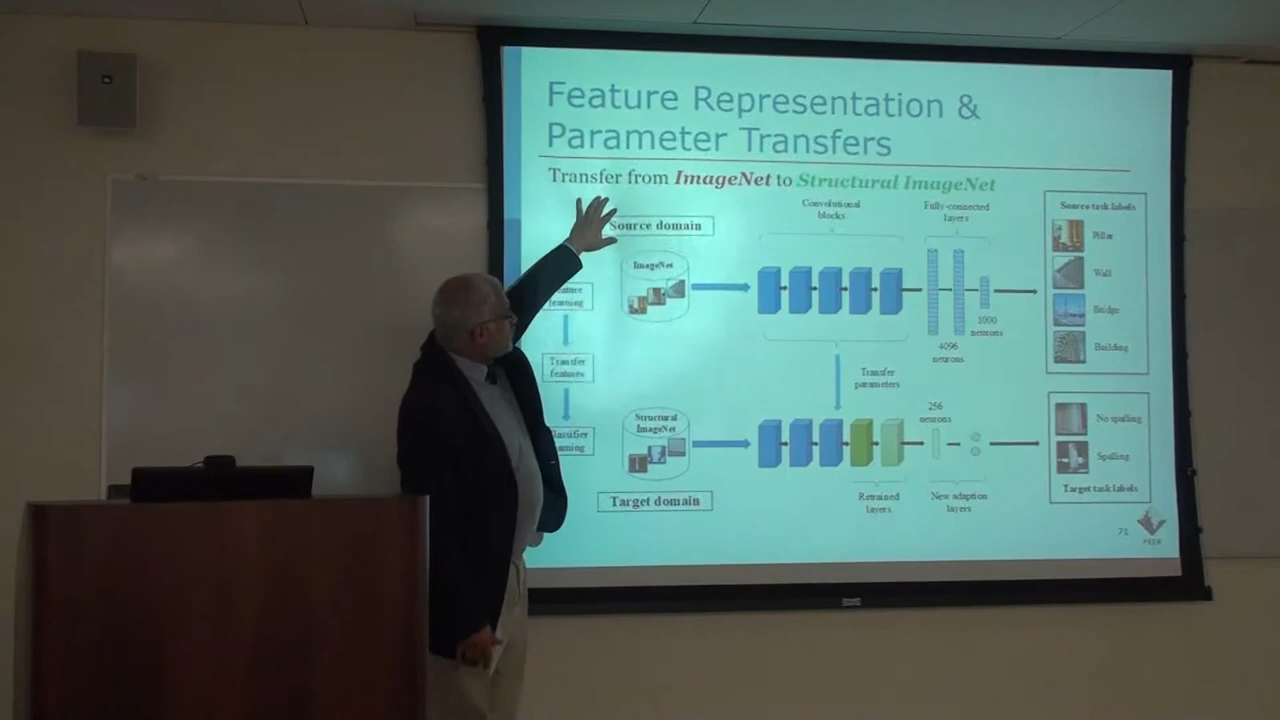 Feature Representation &
Parameter Transfers
Transfer from ImageNet to Structural ImageNet
Convolutional
blocks
Fully-connected
layers
Source task labels
Source domain
Pillar
ImageNet
Wall
learning
Bridge
1000
neurons
4096
neurons
Building
Transfer
features
Transfer
parameters
256
neurons
Structural
ImageNet
No spalling
Spalling
Target task labels
Target domain
Retrained
layers
New adaption
layers
71
PEER